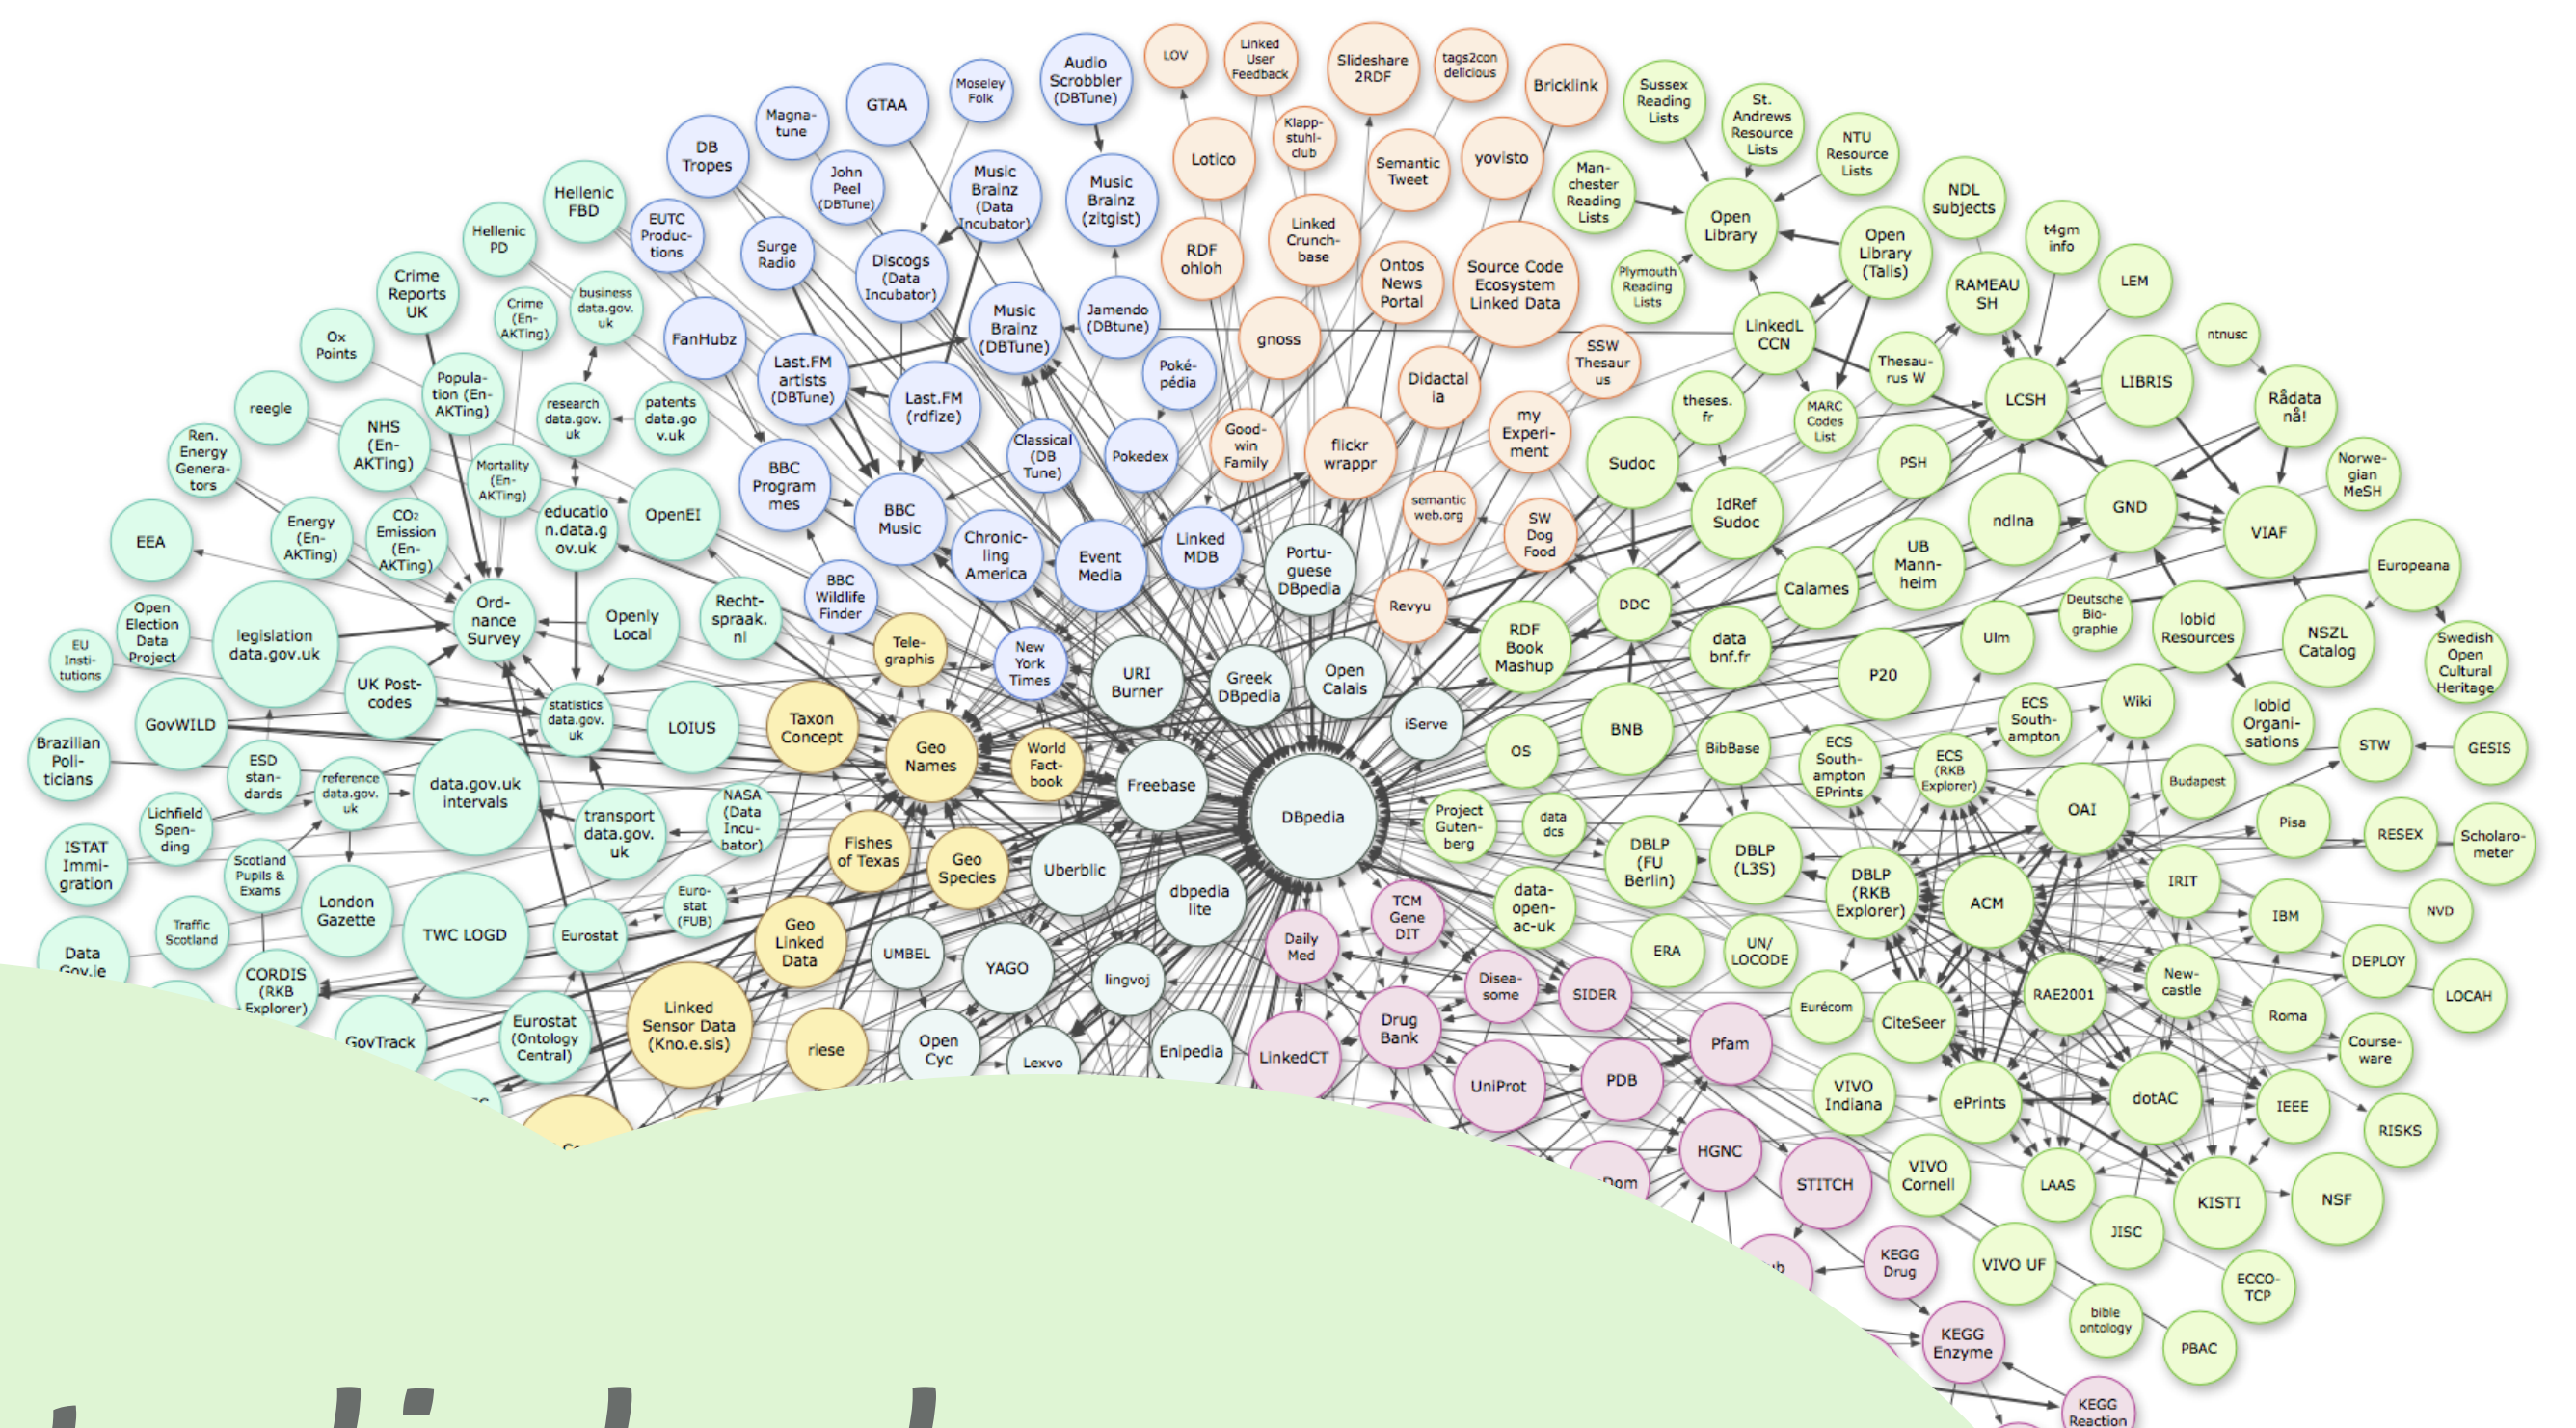 Audio
Scrobbler
(DBTune)
LOV
Linked
User
Feedback
Slideshare
2RDF
tags2con
delicious
Bricklink
GTAA
Moseley
Folk
Magna-
tune
DB
Tropes
John
Peel
(DBTune)
Music
Brainz
(Data
Incubator)
Music
Brainz
(zitgist)
Lotico
Klapp-
stuhl-
club
Semantic
Tweet
yovisto
Sussex
Reading
Lists
St.
Andrews
Resource
Lists
NTU
Resource
Lists
Man-
chester
Reading
Lists
Open
Library
NDL
subjects
Hellenic
FBD
Hellenic
PD
EUTC
Produc-
tions
Surge
Radio
Discogs
(Data
Incubator)
RDF
ohloh
Linked
Crunch-
base
Ontos
News
Portal
Source Code
Ecosystem
Linked Data
Plymouth
Reading
Lists
Open
Library
(Talis)
t4gm
info
RAMEAU
SH
LEM
Crime
Reports
UK
Crime
(En-
AKTing)
business
data.gov.
uk
FanHubz
Music
Brainz
(DBTune)
Jamendo
(DBtune)
gnoss
LinkedL
CCN
ntnusc
Ox
Points
Popula-
tion (En-
AKTing)
Last.FM
artists
(DBTune)
Last.FM
(rdfize)
Poké-
pédia
Didactal
ia
SSW
Thesaur
us
Thesau-
rus W
LCSH
LIBRIS
Rådata
nå!
reegle
NHS
(En-
AKTing)
research
data.gov.
uk
patents
data.go
v.uk
Classical
(DB
Tune)
Pokedex
Good-
win
Family
flickr
wrappr
my
Experi-
ment
theses.
fr
MARC
Codes
List
Sudoc
PSH
Norwe-
gian
MeSH
Ren.
Energy
Genera-
tors
Mortality
(En-
AKTing)
BBC
Program
mes
BBC
Music
semantic
web.org
SW
Dog
Food
IdRef
Sudoc
ndlna
GND
VIAF
EEA
Energy
(En-
AKTing)
CO2
Emission
(En-
AKTing)
educatio
n.data.g
ov.uk
OpenEI
Chronic-
ling
America
Event
Media
Linked
MDB
Portu-
guese
DBpedia
Revyu
DDC
Calames
UB
Mann-
heim
Deutsche
Bio-
graphie
lobid
Resources
Europeana
NSZL
Catalog
Swedish
Open
Cultural
Heritage
EU
Insti-
tutions
Open
Election
Data
Project
legislation
data.gov.uk
Ord-
nance
Survey
Openly
Local
Recht-
spraak.
nl
BBC
Wildlife
Finder
Tele-
graphis
New
York
Times
URI
Burner
Greek
DBpedia
Open
Calais
iServe
RDF
Book
Mashup
data
bnf.fr
P20
Ulm
GovWILD
UK Post-
codes
statistics
data.gov.
uk
LOIUS
Taxon
Concept
Geo
Names
World
Fact-
book
Freebase
DBpedia
OS
BNB
BibBase
ECS
South-
ampton
EPrints
ECS
(RKB
Explorer)
ECS
South-
ampton
Wiki
lobid
Organi-
sations
STW
GESIS
Brazilian
Poli-
ticians
ESD
stan-
dards
reference
data.gov.
uk
data.gov.uk
intervals
transport
data.gov.
uk
NASA
(Data
Incu-
bator)
Fishes
of Texas
Geo
Species
Uberblic
dbpedia
lite
Project
Guten-
berg
data
dcs
DBLP
(FU
Berlin)
DBLP
(L3S)
DBLP
(RKB
Explorer)
OAI
Budapest
Pisa
RESEX
Scholaro-
meter
Lichfield
Spen-
ding
ISTAT
Immi-
gration
Scotland
Pupils &
Exams
London
Gazette
TWC LOGD
Eurostat
Euro-
stat
(FUB)
Geo
Linked
Data
UMBEL
YAGO
lingvoj
Daily
Med
TCM
Gene
DIT
data-
open-
ac-uk
ERA
UN/
LOCODE
ACM
IRIT
IBM
NVD
Traffic
Scotland
Data
Gov.ie
CORDIS
(RKB
Explorer)
GovTrack
Eurostat
(Ontology
Central)
Linked
Sensor Data
(Kno.e.sis)
riese
Open
Cyc
Lexvo
Enipedia
LinkedCT
Drug
Bank
Disea-
some
SIDER
Pfam
Eurécom
CiteSeer
RAE2001
New-
castle
DEPLOY
LOCAH
Roma
Course-
ware
UniProt
PDB
VIVO
Indiana
ePrints
dotAC
IEEE
RISKS
HGNC
STITCH
VIVO
Cornell
LAAS
KISTI
NSF
JISC
VIVO UF
ECCO-
TCP
KEGG
Drug
bible
ontology
PBAC
KEGG
Enzyme
KEGG
Reaction